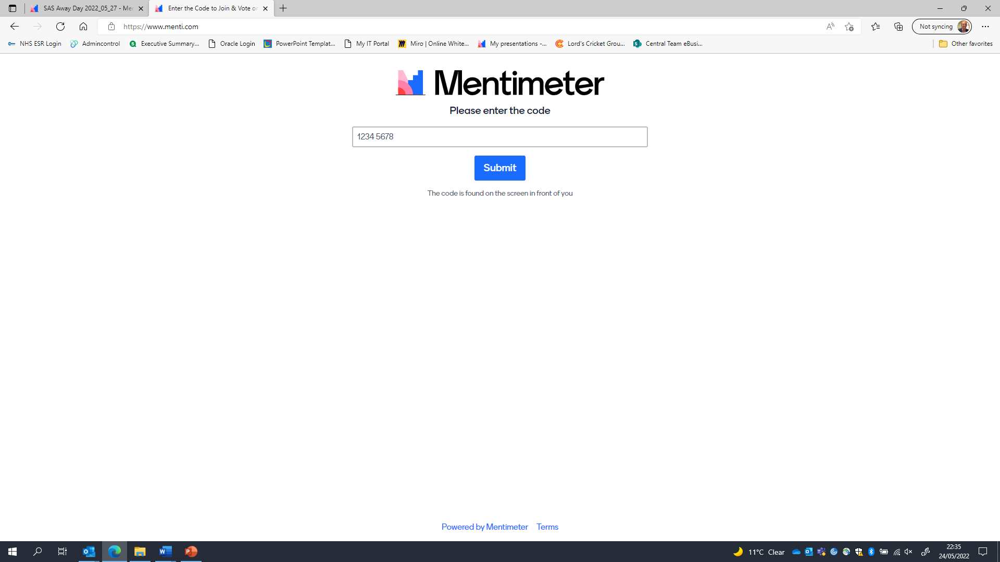 SAS Away Day 2022_05_27 - Mer
Enter the Code to Join & Vote or
https://www.menti.com
Not syncing
NHS ESR Login
Admincontrol
Executive Summary...
Oracle Login
PowerPoint Templat...
My IT Portal
Miro | Online White...
My presentations -...
Lord's Cricket Grou...
Central Team eBusi...
Other favorites
Mentimeter
Please enter the code
1234 5678
Submit
The code is found on the screen in front of you
Powered by Mentimeter Terms
11°C Clear
22:35
24/05/2022